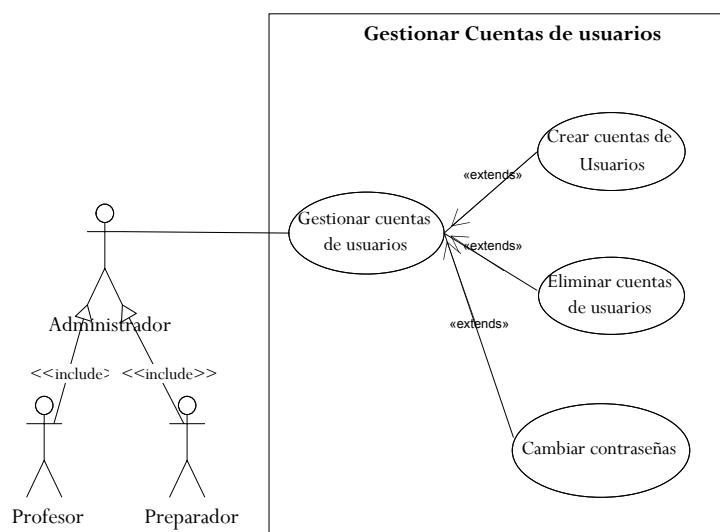 Gestionar Cuentas de usuarios
Crear cuentas de
Usuarios
«extends»
Gestionar cuentas
de usuarios
«extends»
Eliminar cuentas
de usuarios
Administrador
«extends»
<<include>
<<include>>
Cambiar contraseñas
Profesor
Preparador